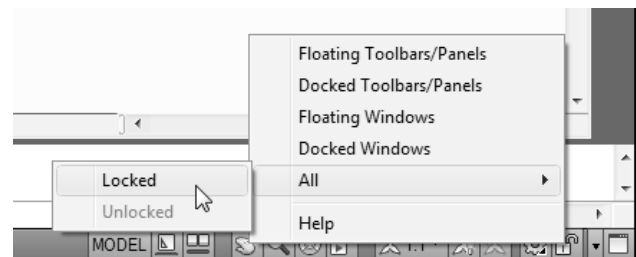 Floating Toolbars/Panels
Docked Toolbars/Panels
Floating Windows
Docked Windows
All
Locked
Unlocked
Help
MODEL